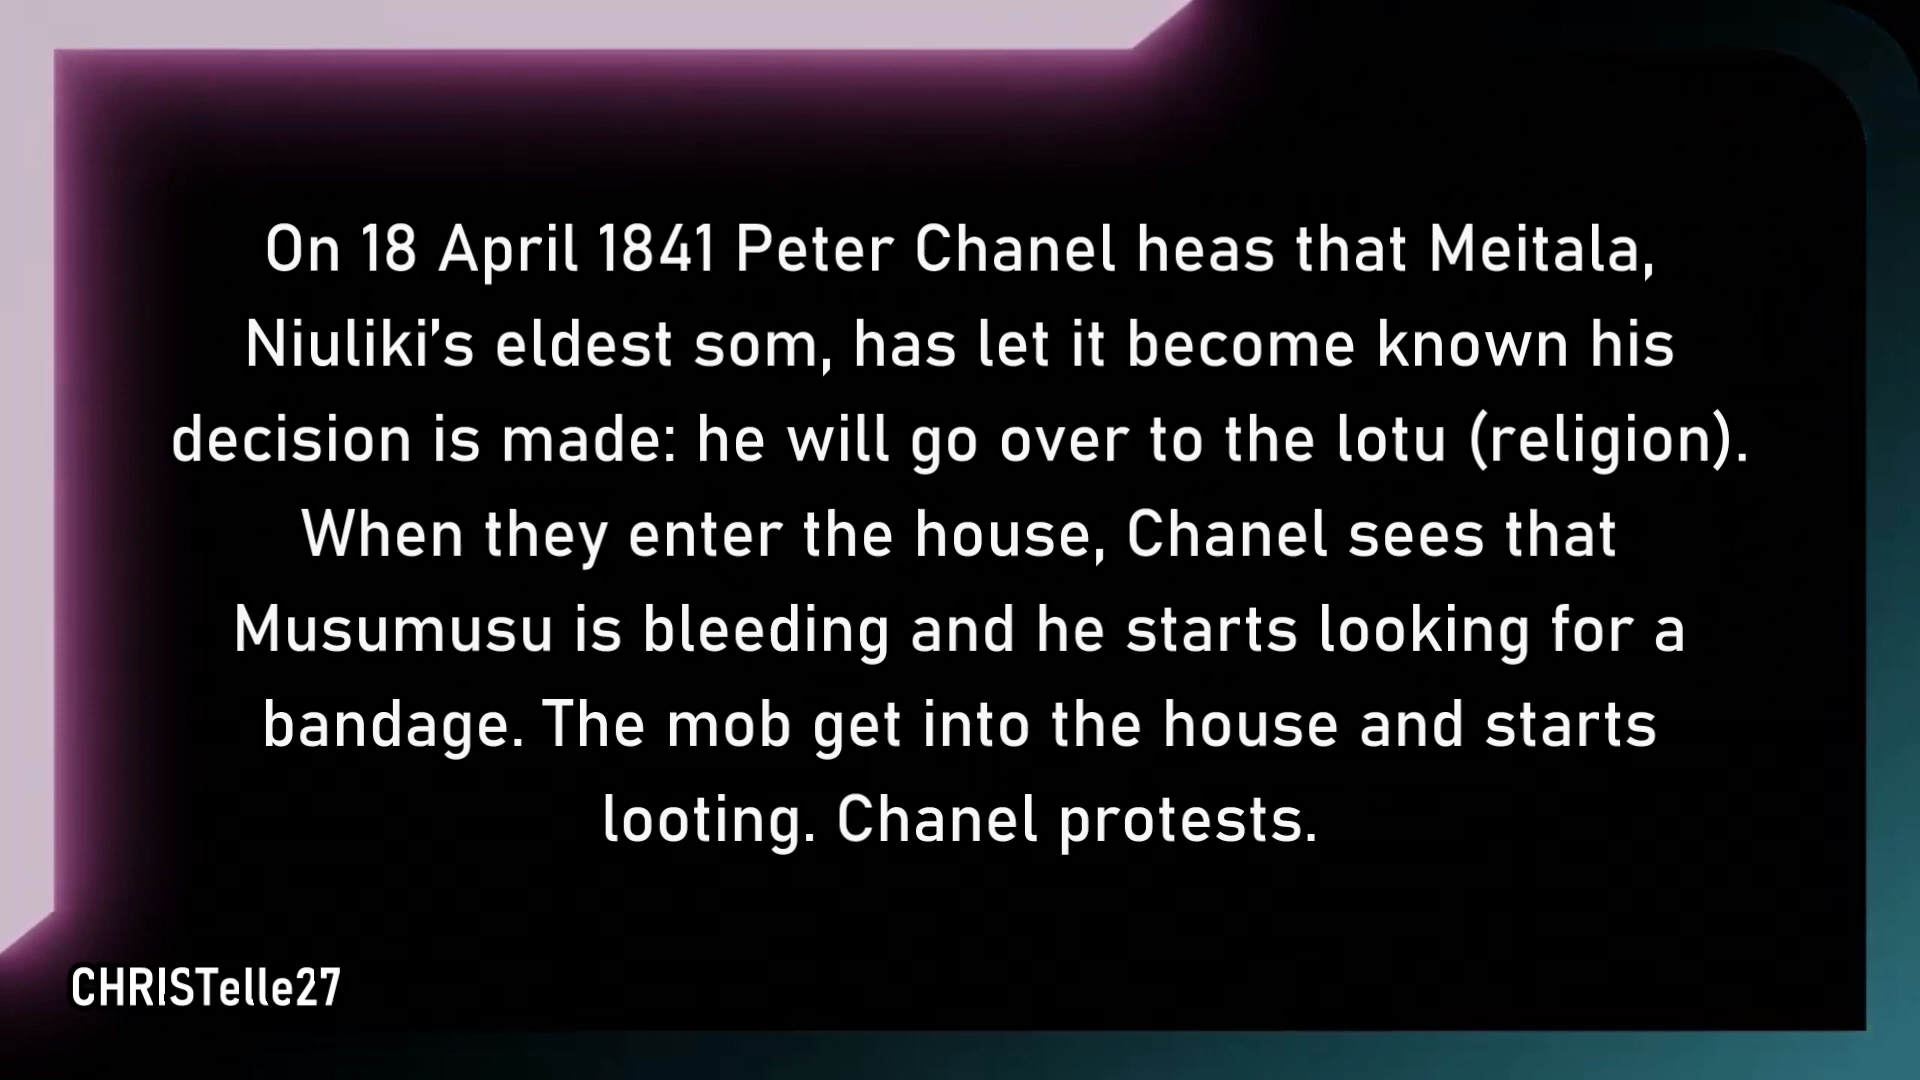 On 18 April 1841 Peter Chanel heas that Meitala,
Niuliki’s eldest som, has let it become known his
decision is made: he will go over to the lotu (religion).
When they enter the house, Chanel sees that
Musumusu is bleeding and he starts looking for a
bandage. The mob get into the house and starts
looting. Chanel protests.
CHRISTelle27